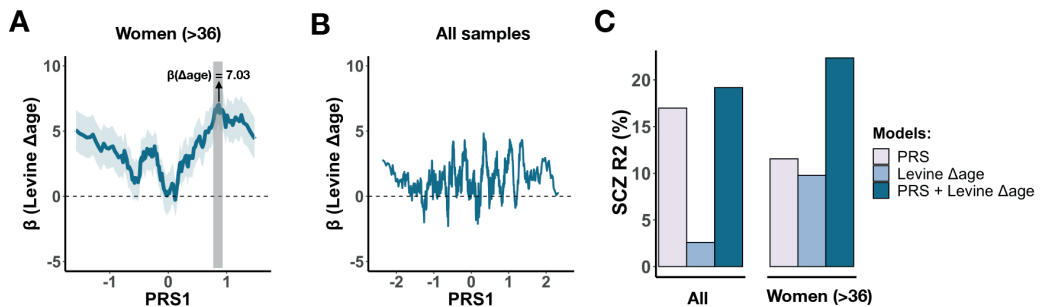 A
Women (>36)
β (Levine Δage)
10
5
0
-5
β(Δage) = 7.03
-1
0
1
PRS1
B
All samples
β (Levine Δage)
10
5
0
-5
-2
-1
0
1
2
PRS1
C
SCZ R2 (%)
20
15
10
5
0
All
Women (>36)
Models:
PRS
Levine Δage
PRS + Levine Δage